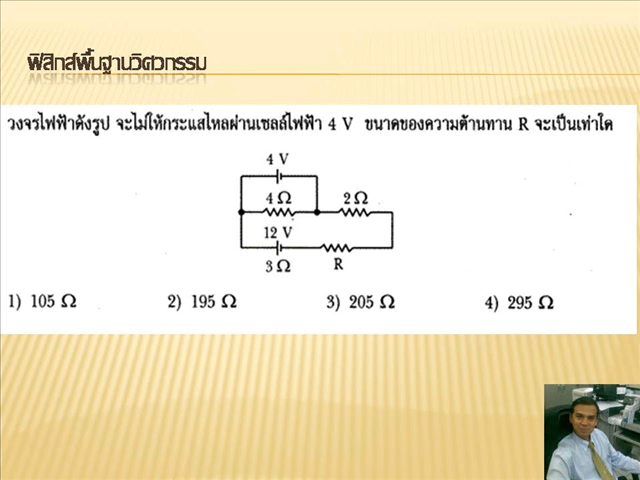 ฟิสิกส์พื้นฐานวิศวกรรม
วงจรไฟฟ้าดังรูป จะไม่ให้กระแสไหลผ่านเซลล์ไฟฟ้า 4 V ขนาดของความต้านทาน R จะเป็นเท่าใด
4 V
4 Ω 2 Ω
12 V
3 Ω R
1) 105 Ω 2) 195 Ω 3) 205 Ω 4) 295 Ω